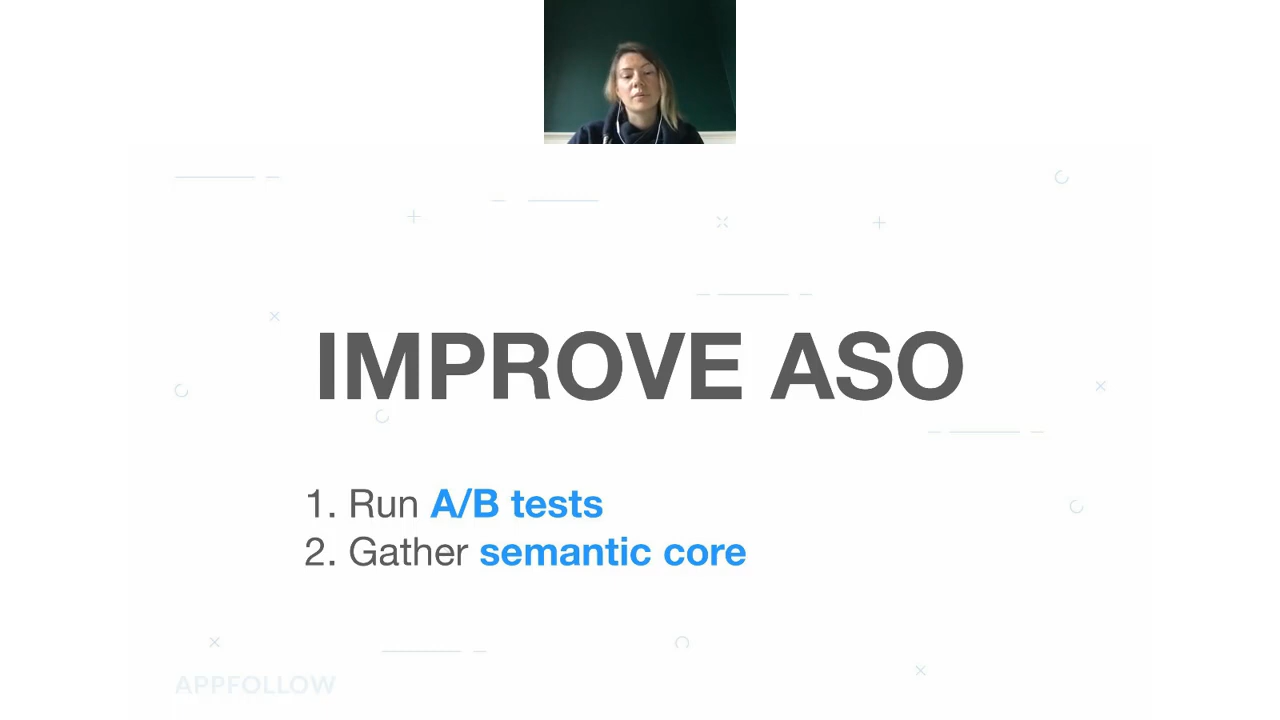 IMPROVE ASO
1. Run A/B tests
2. Gather semantic core
APPFOLLOW